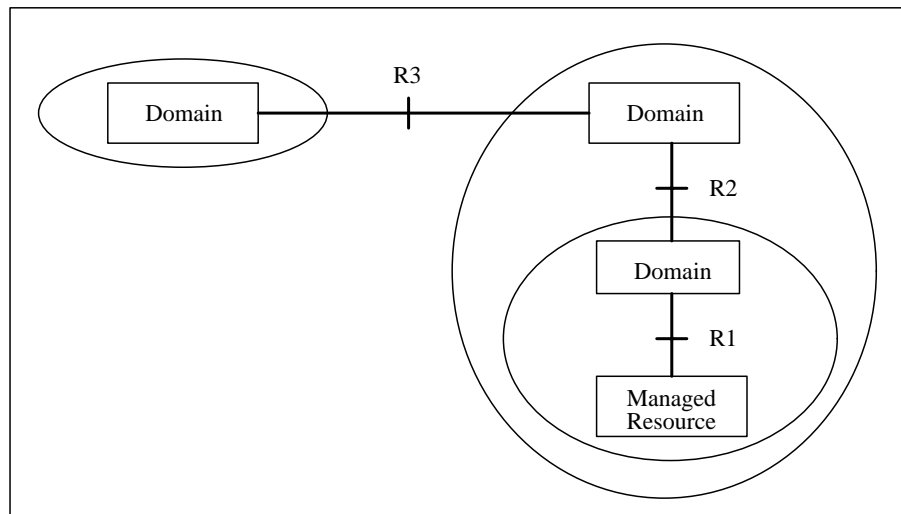 R3
Domain
Domain
R2
Domain
R1
Managed
Resource